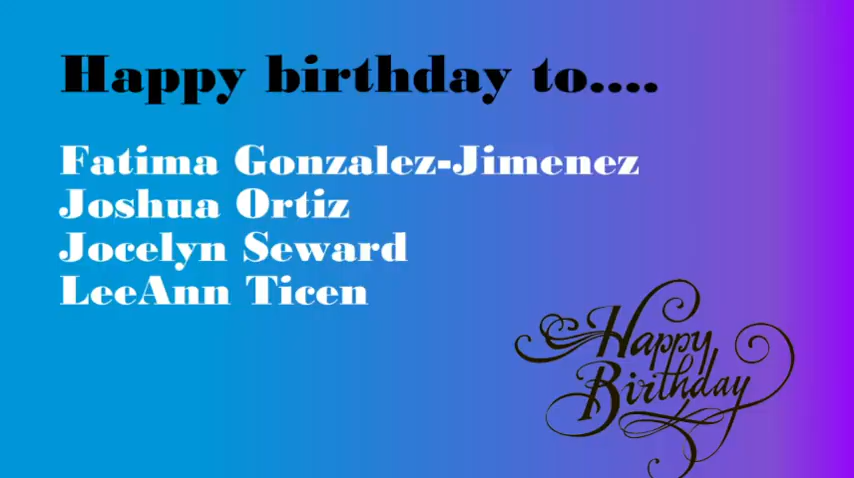 Happy birthday to....
Fatima Gonzalez-Jimenez
Joshua Ortiz
Jocelyn Seward
LeeAnn Ticen
Happy
Birthday